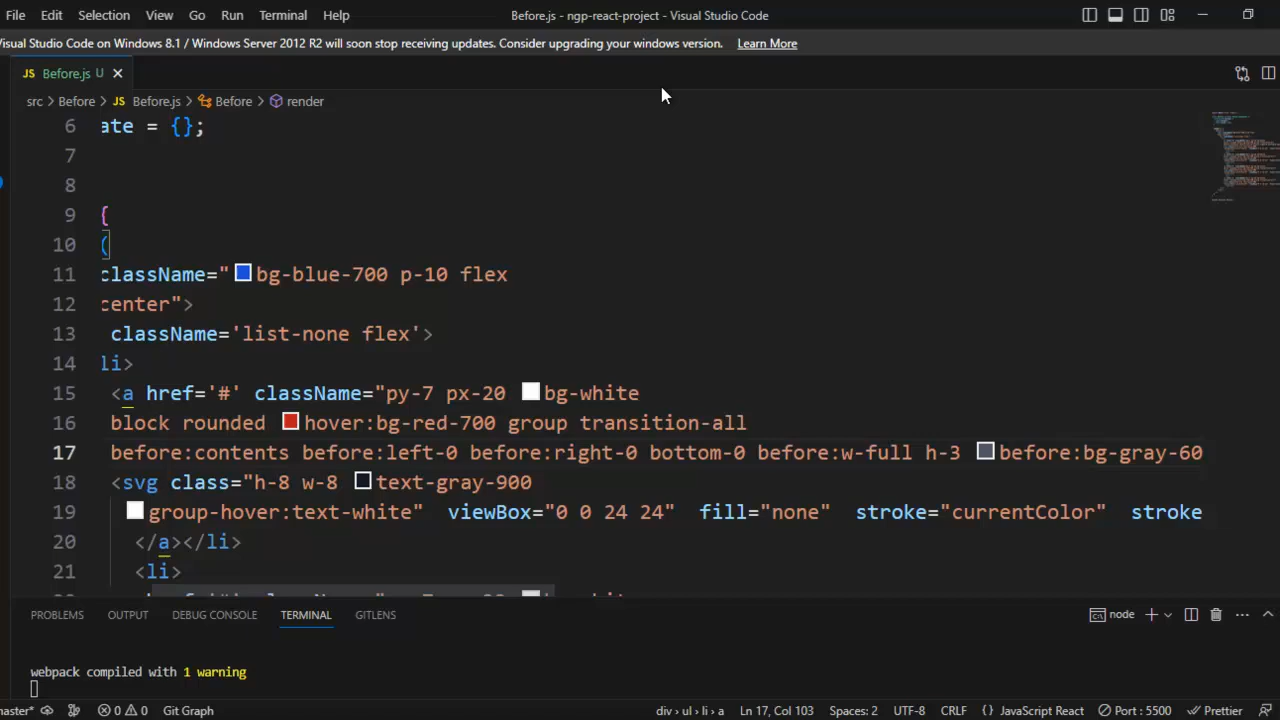 File Edit Selection View Go Run Terminal Help Before.js - ngp-react-project - Visual Studio Code
Visual Studio Code on Windows 8.1 / Windows Server 2012 R2 will soon stop receiving updates. Consider upgrading your windows version. Learn More
JS Before.js U
src > Before > JS Before.js > Before > render
6 ate = {};
7
8
9 {
10 (
11 className="bg-blue-700 p-10 flex
12 center">
13 className='list-none flex'>
14 li>
15 <a href='#' className="py-7 px-20 bg-white
16 block rounded hover:bg-red-700 group transition-all
17 before:contents before:left-0 before:right-0 bottom-0 before:w-full h-3 before:bg-gray-60
18 <svg class="h-8 w-8 text-gray-900
19 group-hover:text-white" viewBox="0 0 24 24" fill="none" stroke="currentColor" stroke
20 </a></li>
21 <li>
PROBLEMS OUTPUT DEBUG CONSOLE TERMINAL GITLENS node
webpack compiled with 1 warning
master* 0 0 Git Graph div > ul > li > a Ln 17, Col 103 Spaces: 2 UTF-8 CRLF {} JavaScript React Port : 5500 Prettier